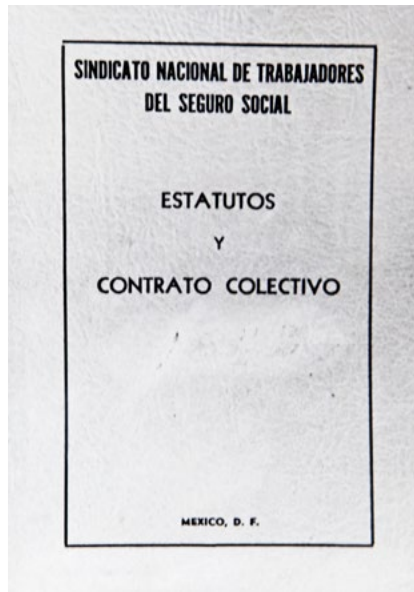 SINDICATO NACIONAL DE TRABAJADORES
DEL SEGURO SOCIAL
ESTATUTOS
Y
CONTRATO COLECTIVO
MEXICO, D. F.